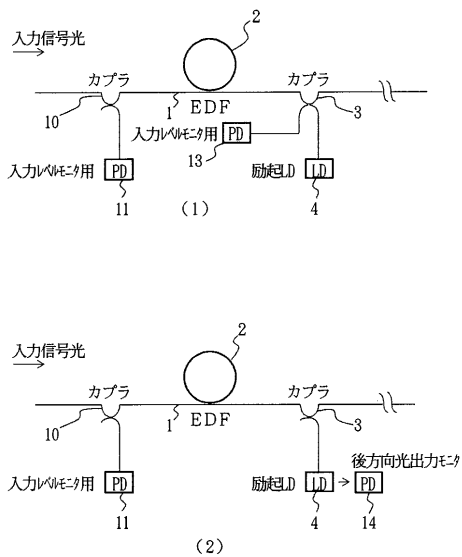 2
入力信号光
カプラ
カプラ
10
1
EDF
3
入力レベルモニタ用
PD
13
入力レベルモニタ用
PD
励起LD
LD
11
4
(1)
2
入力信号光
カプラ
カプラ
10
1
EDF
3
後方向光出力モニタ
入力レベルモニタ用
PD
励起LD
LD
PD
11
4
14
(2)